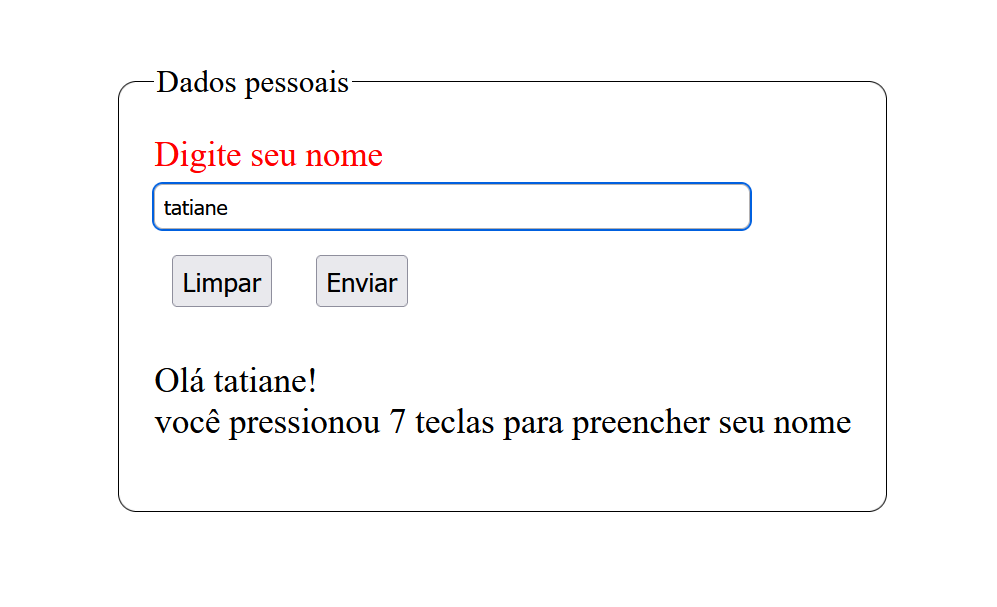 Dados pessoais
Digite seu nome
tatiane
Limpar Enviar
Olá tatiane!
você pressionou 7 teclas para preencher seu nome